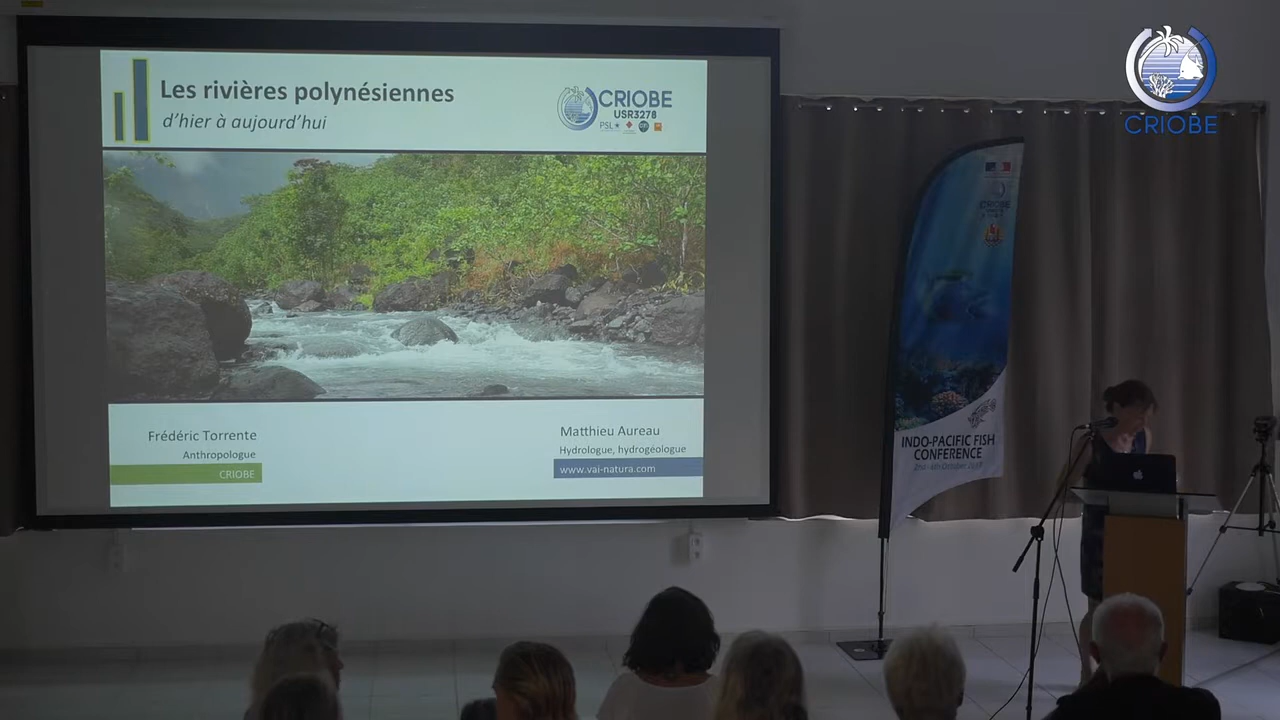 Les rivières polynésiennes
d'hier à aujourd'hui
CRIOBE
USR3278
PSL
Frédéric Torrente
Anthropologue
CRIOBE
Matthieu Aureau
Hydrologue, hydrogéologue
www.vai-natura.com
CRIOBE
CRIOBE
INDO-PACIFIC FISH
CONFERENCE